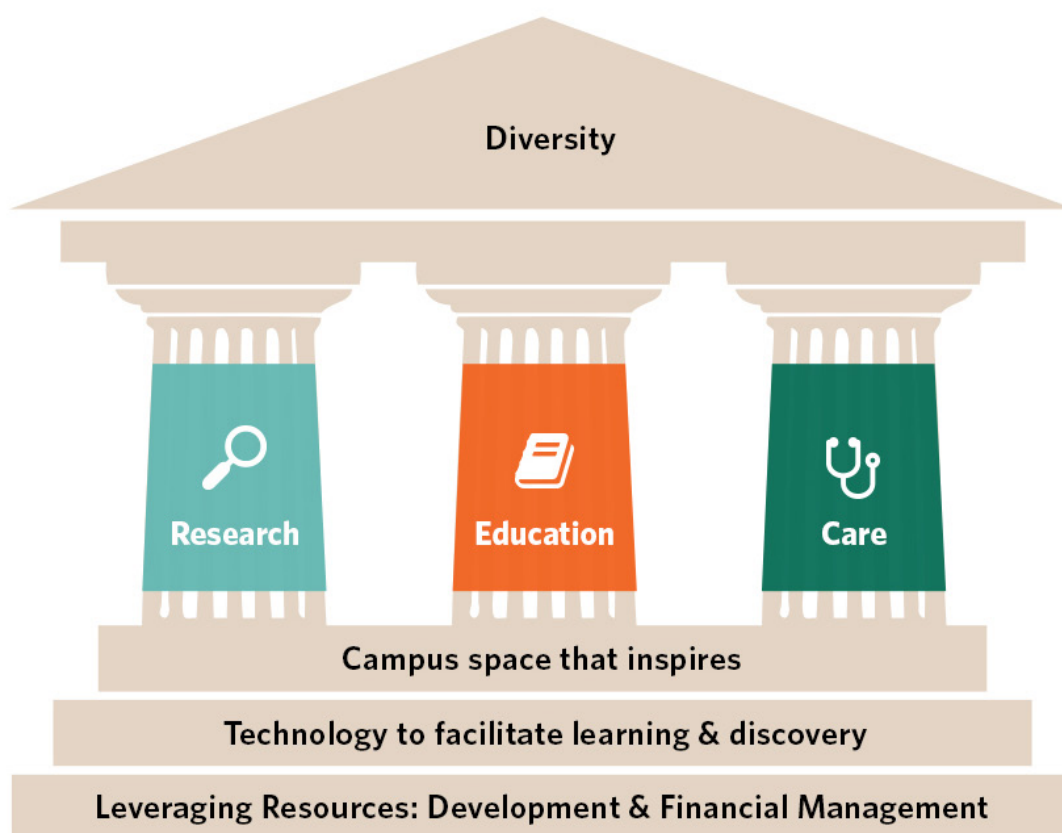 Diversity
Research
Education
Care
Campus space that inspires
Technology to facilitate learning & discovery
Leveraging Resources: Development & Financial Management